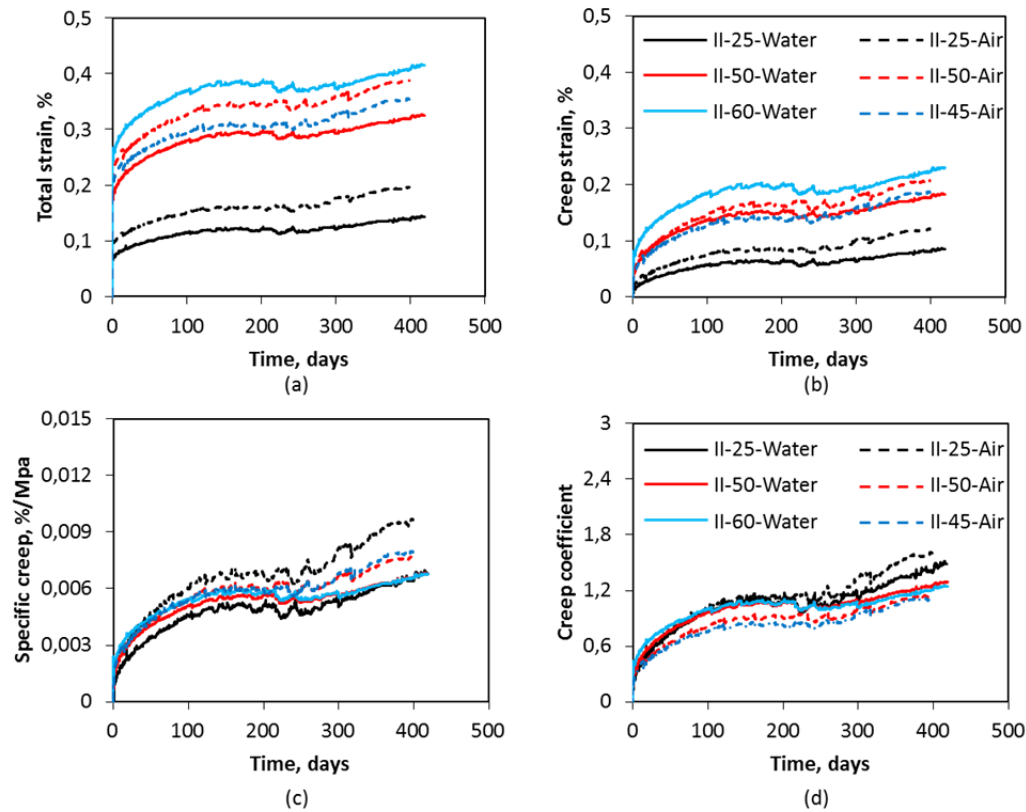 0,5
0,4
0,3
0,2
0,1
0
Total strain, %
0 100 200 300 400 500
Time, days
(a)
0,5
0,4
0,3
0,2
0,1
0
Creep strain, %
II-25-Water II-25-Air
II-50-Water II-50-Air
II-60-Water II-45-Air
0 100 200 300 400 500
Time, days
(b)
0,015
0,012
0,009
0,006
0,003
0
Specific creep, %/Mpa
0 100 200 300 400 500
Time, days
(c)
3
2,4
1,8
1,2
0,6
0
Creep coefficient
II-25-Water II-25-Air
II-50-Water II-50-Air
II-60-Water II-45-Air
0 100 200 300 400 500
Time, days
(d)